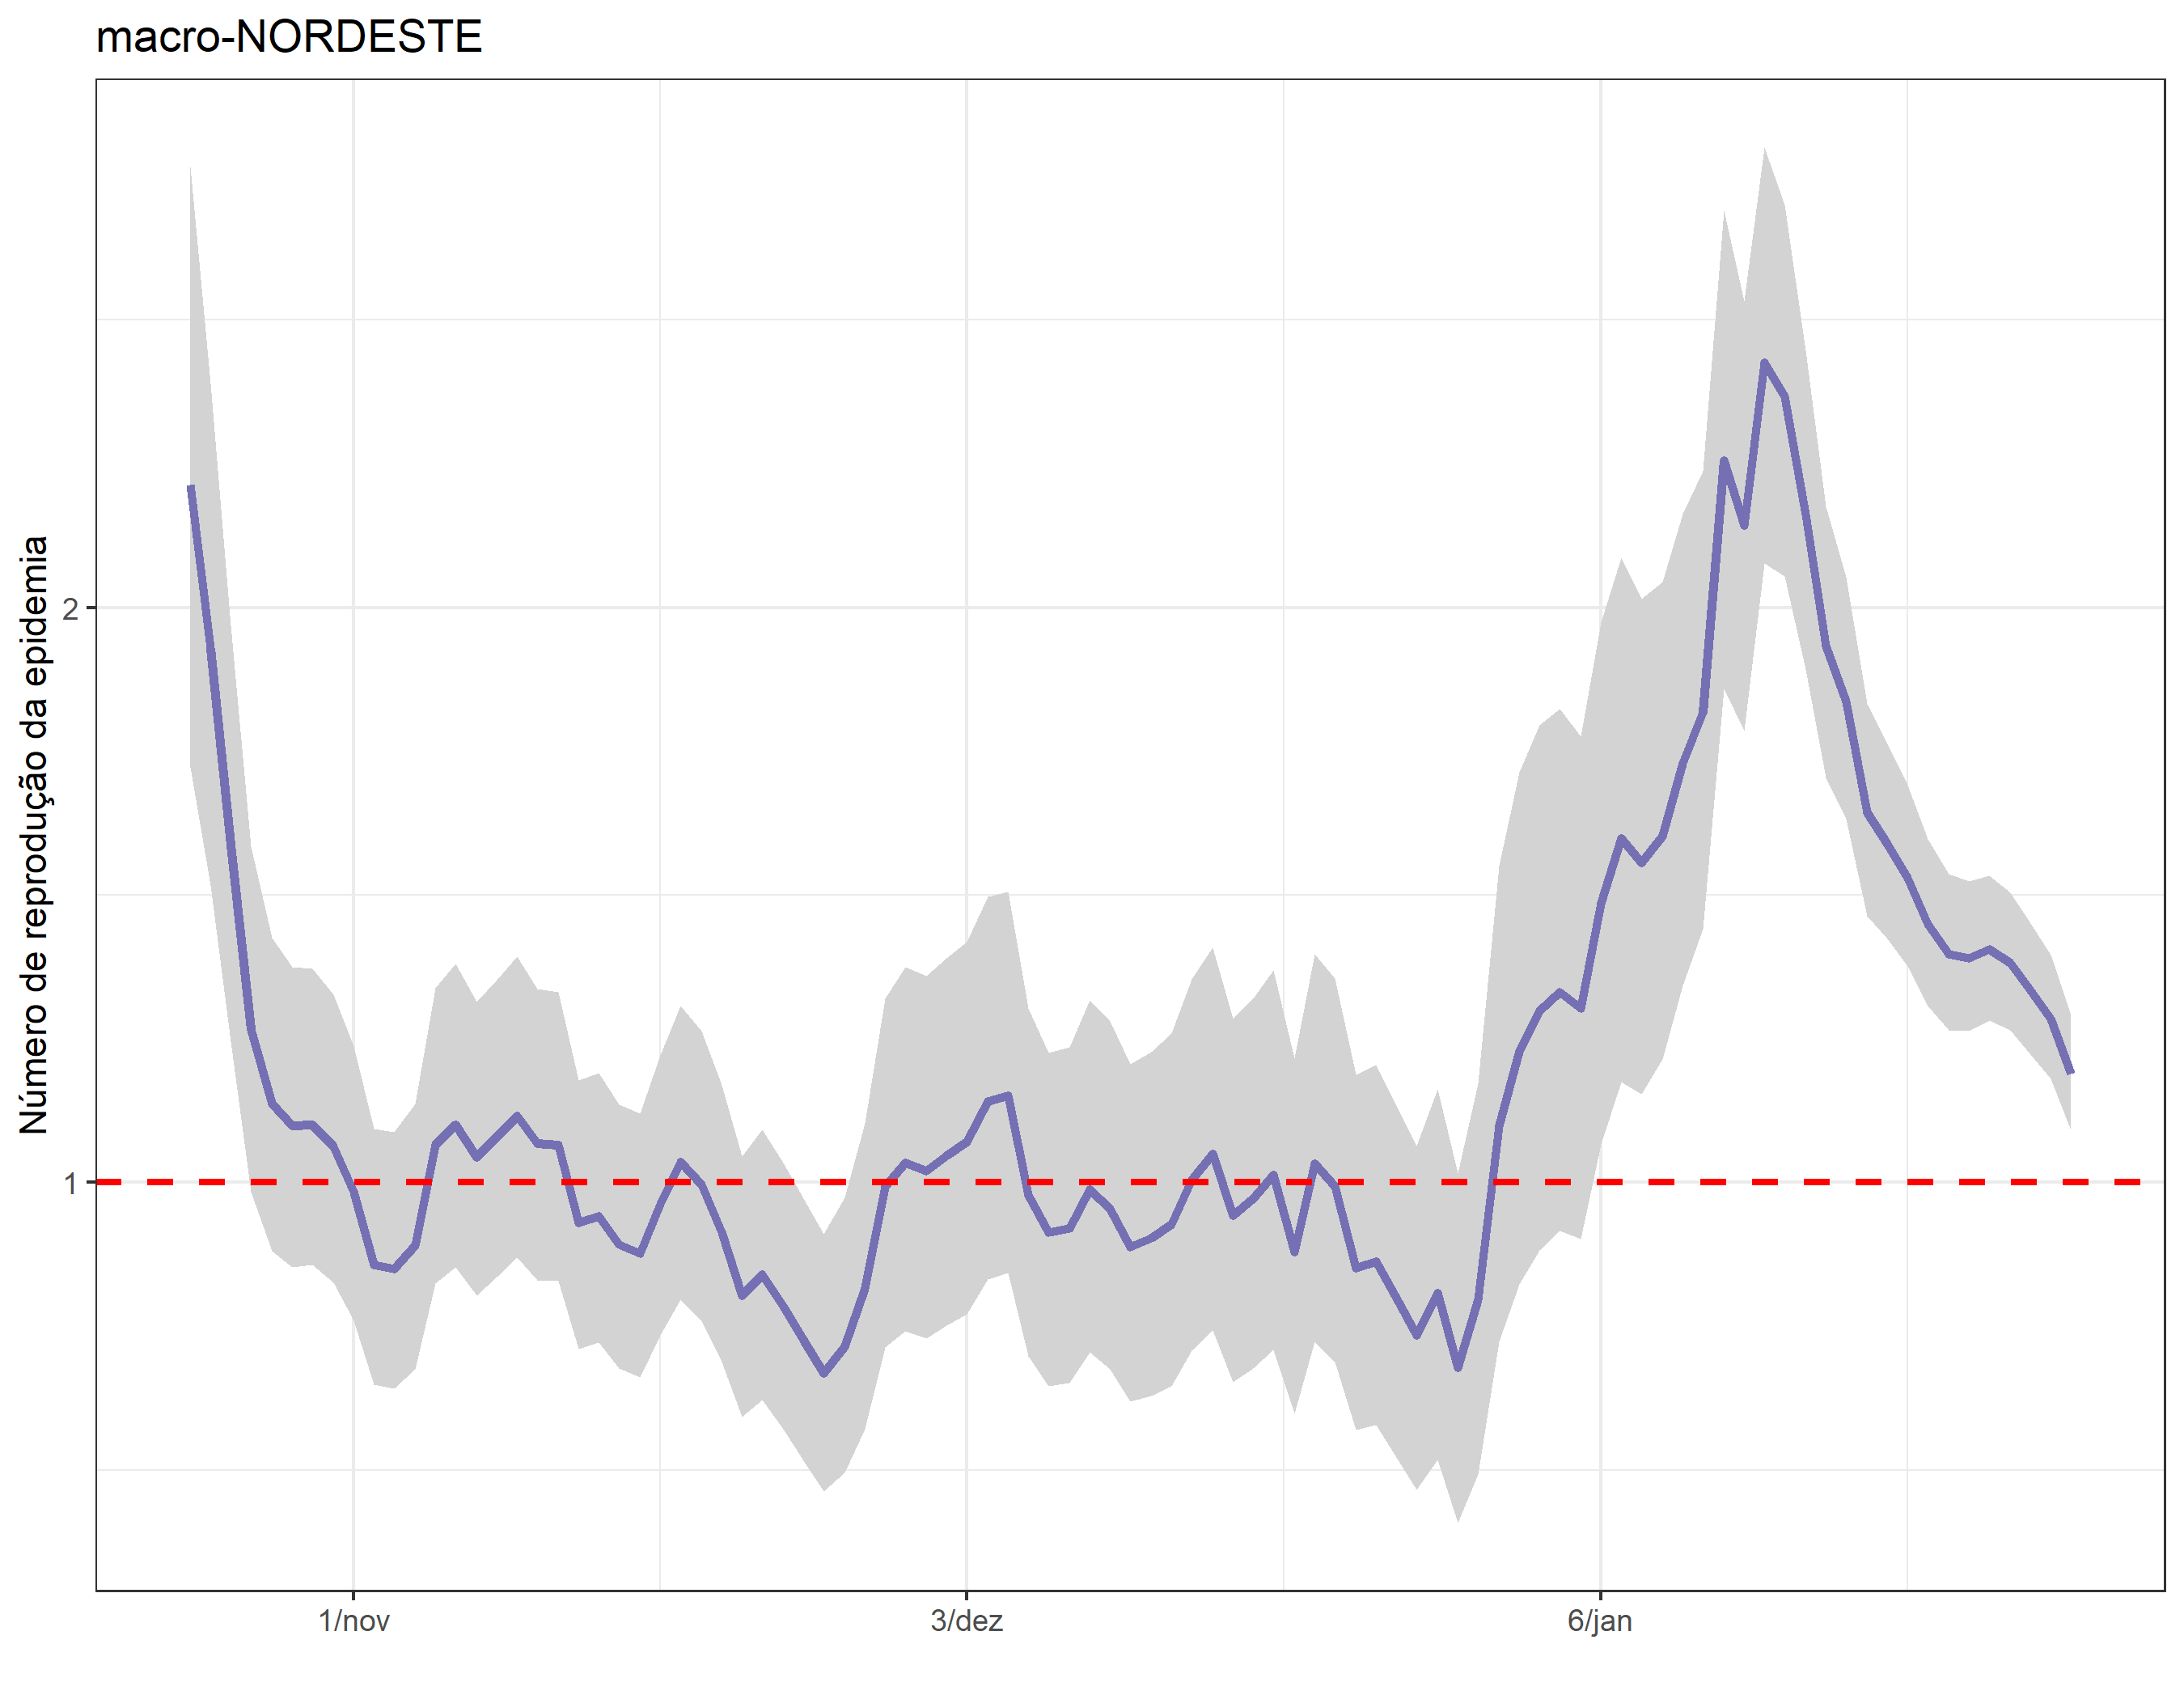 macro-NORDESTE
Número de reprodução da epidemia
2
1
1/nov
3/dez
6/jan